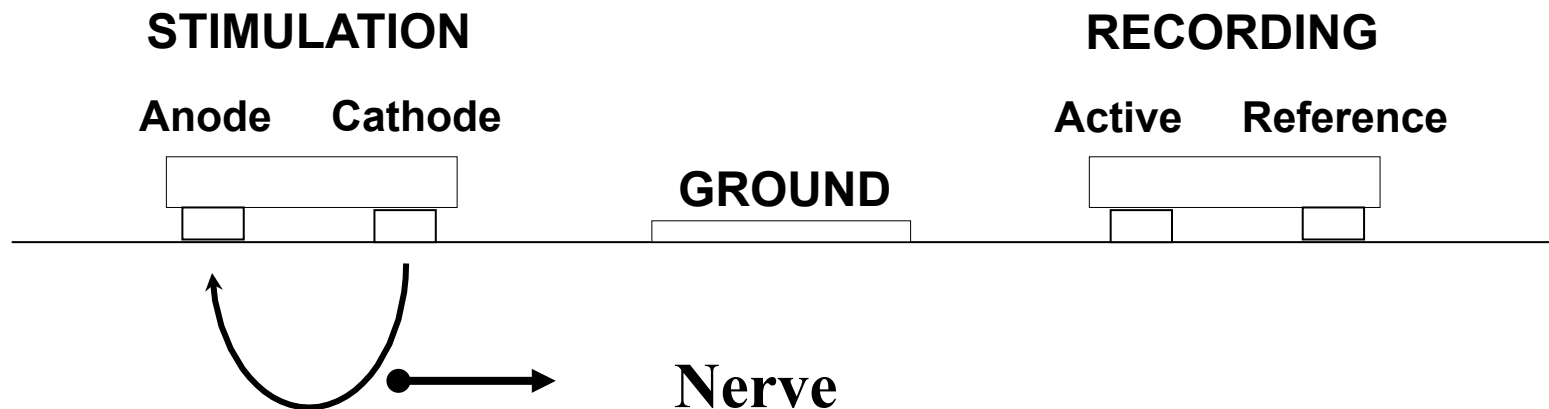 STIMULATION RECORDING
Anode Cathode Active Reference
GROUND
Nerve